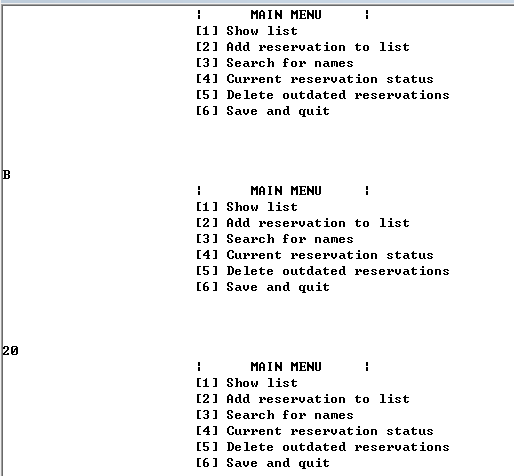 ¦ MAIN MENU ¦
[1] Show list
[2] Add reservation to list
[3] Search for names
[4] Current reservation status
[5] Delete outdated reservations
[6] Save and quit
B
¦ MAIN MENU ¦
[1] Show list
[2] Add reservation to list
[3] Search for names
[4] Current reservation status
[5] Delete outdated reservations
[6] Save and quit
20
¦ MAIN MENU ¦
[1] Show list
[2] Add reservation to list
[3] Search for names
[4] Current reservation status
[5] Delete outdated reservations
[6] Save and quit